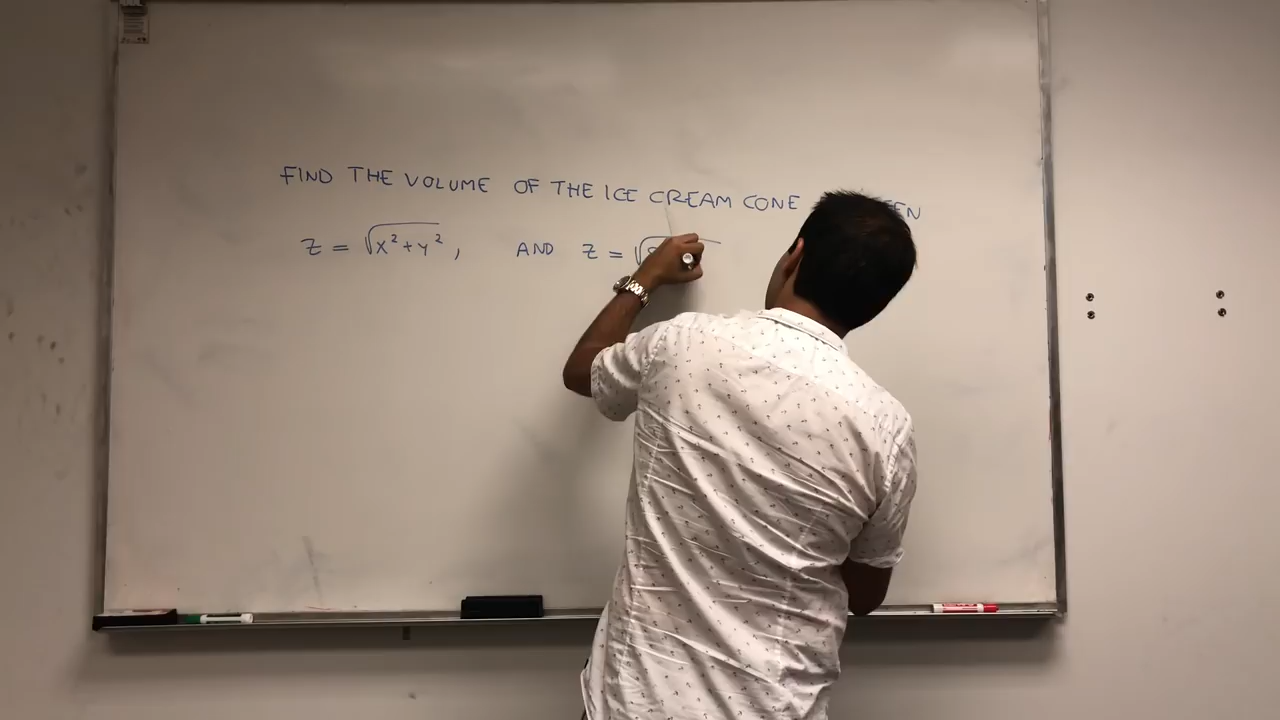 FIND THE VOLUME OF THE ICE CREAM CONE
z = √(x² + y²), AND z = √